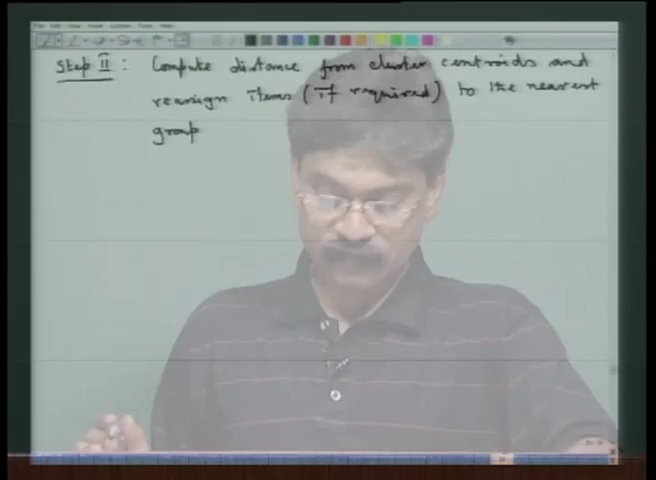 Step II : Compute distance from cluster centroids and
reassign items (if required) to the nearest
group